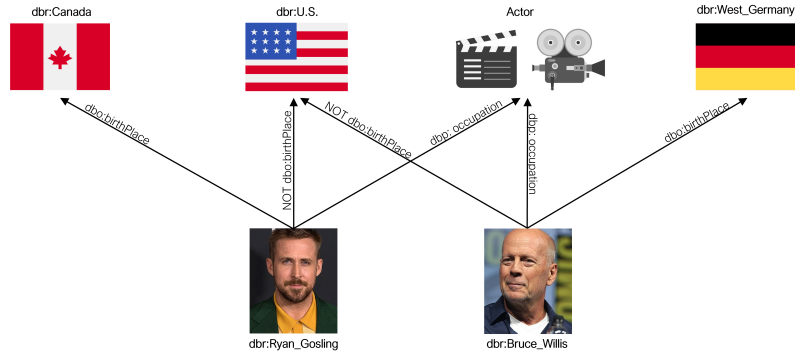 dbr:Canada
dbr:U.S.
Actor
dbr:West_Germany
dbo:birthPlace
NOT dbo:birthPlace
NOT dbo:birthPlace
dbp: occupation
dbp: occupation
dbo:birthPlace
dbr:Ryan_Gosling
dbr:Bruce_Willis